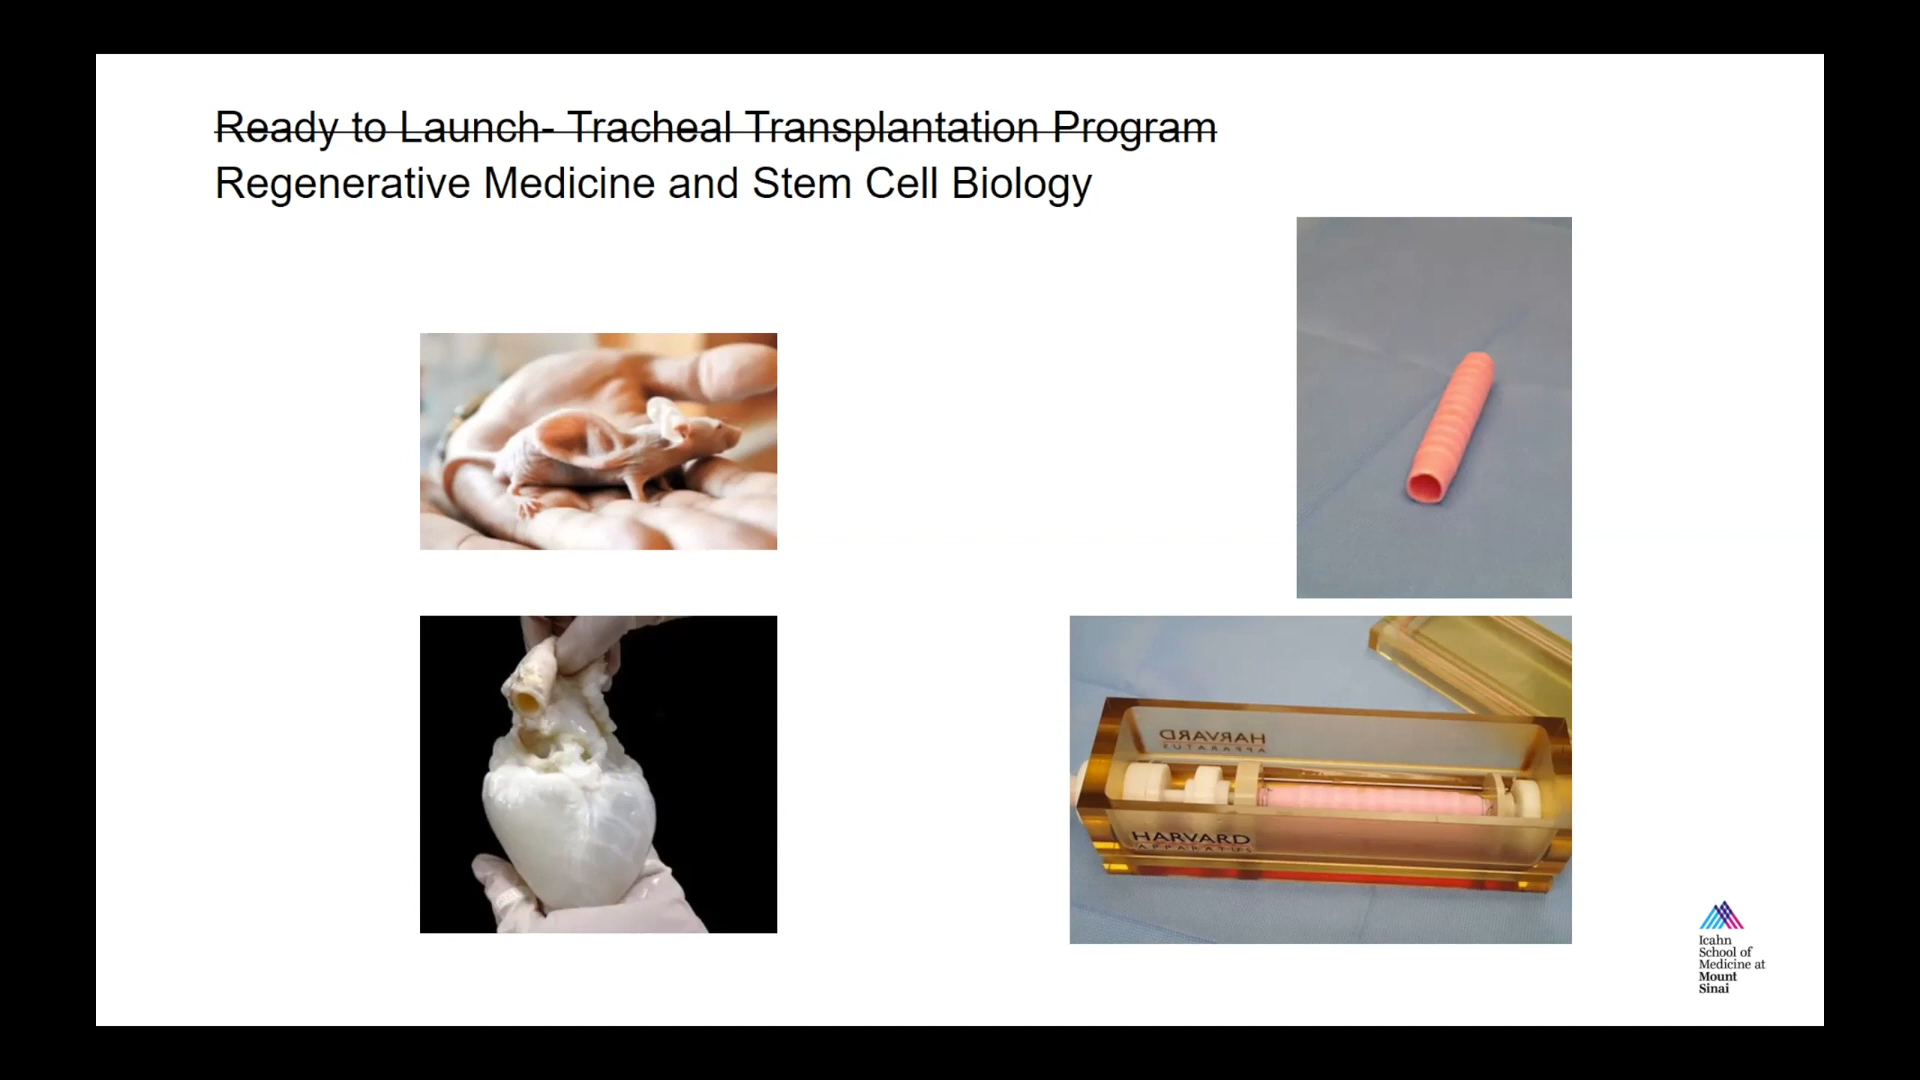 Ready to Launch- Tracheal Transplantation Program
Regenerative Medicine and Stem Cell Biology
HARVARD
APPARATUS
HARVARD
APPARATUS
Icahn
School of
Medicine at
Mount
Sinai